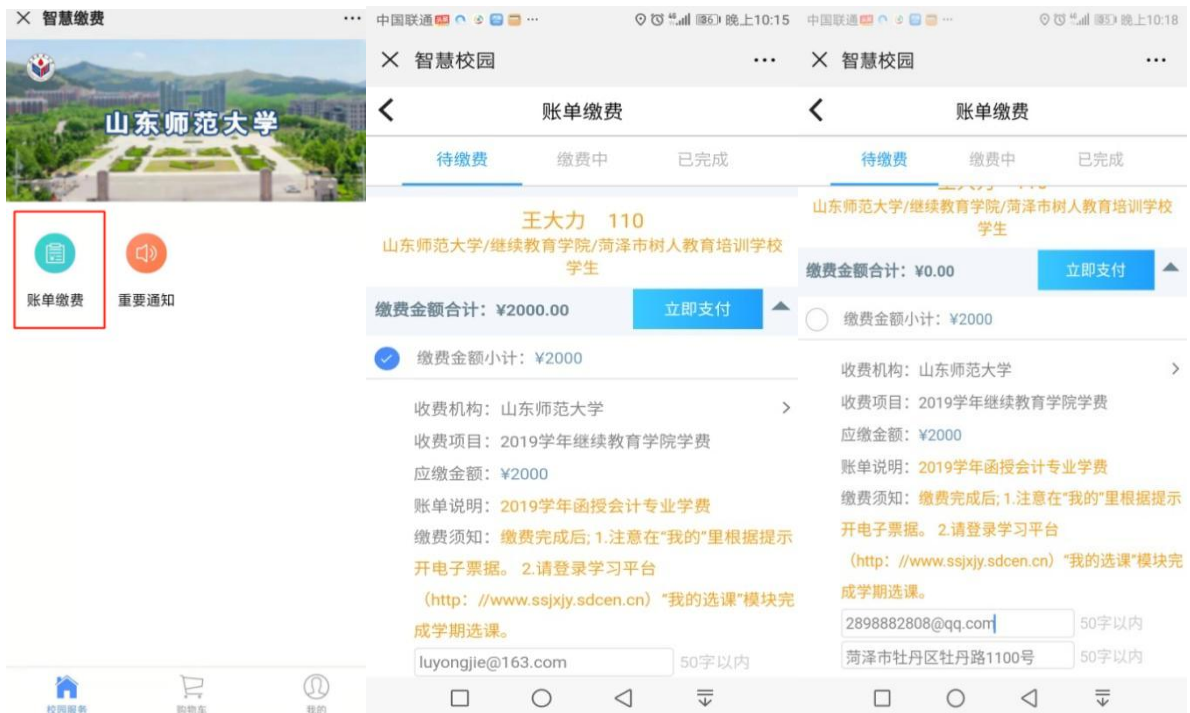 智慧缴费
山东师范大学
账单缴费
重要通知
校园服务
购物车
我的
中国联通
晚上10:15
智慧校园
账单缴费
待缴费
缴费中
已完成
王大力 110
山东师范大学/继续教育学院/菏泽市树人教育培训学校
学生
缴费金额合计：¥2000.00
立即支付
缴费金额小计：¥2000
收费机构：山东师范大学
收费项目：2019学年继续教育学院学费
应缴金额：¥2000
账单说明：2019学年函授会计专业学费
缴费须知：缴费完成后; 1.注意在“我的”里根据提示
开电子票据。 2.请登录学习平台
（http：//www.ssjxjy.sdcen.cn）“我的选课”模块完
成学期选课。
luyongjie@163.com
50字以内
中国联通
晚上10:18
智慧校园
账单缴费
待缴费
缴费中
已完成
山东师范大学/继续教育学院/菏泽市树人教育培训学校
学生
缴费金额合计：¥0.00
立即支付
缴费金额小计：¥2000
收费机构：山东师范大学
收费项目：2019学年继续教育学院学费
应缴金额：¥2000
账单说明：2019学年函授会计专业学费
缴费须知：缴费完成后; 1.注意在“我的”里根据提示
开电子票据。 2.请登录学习平台
（http：//www.ssjxjy.sdcen.cn）“我的选课”模块完
成学期选课。
2898882808@qq.com
50字以内
菏泽市牡丹区牡丹路1100号
50字以内